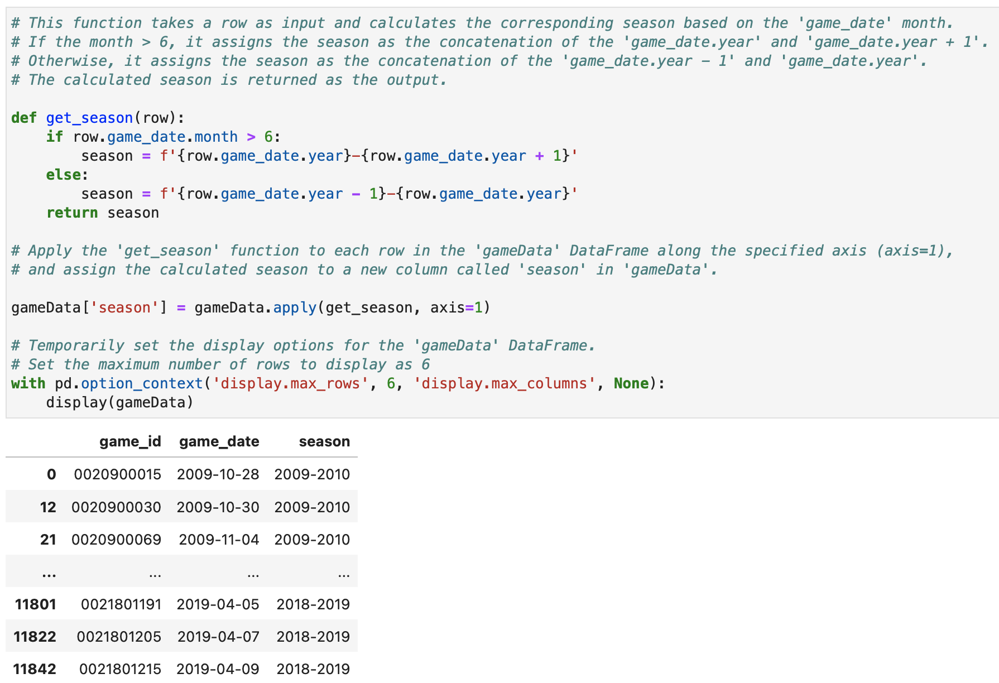 # This function takes a row as input and calculates the corresponding season based on the 'game_date' month.
# If the month > 6, it assigns the season as the concatenation of the 'game_date.year' and 'game_date.year + 1'.
# Otherwise, it assigns the season as the concatenation of the 'game_date.year - 1' and 'game_date.year'.
# The calculated season is returned as the output.

def get_season(row):
    if row.game_date.month > 6:
        season = f'{row.game_date.year}-{row.game_date.year + 1}'
    else:
        season = f'{row.game_date.year - 1}-{row.game_date.year}'
    return season

# Apply the 'get_season' function to each row in the 'gameData' DataFrame along the specified axis (axis=1),
# and assign the calculated season to a new column called 'season' in 'gameData'.

gameData['season'] = gameData.apply(get_season, axis=1)

# Temporarily set the display options for the 'gameData' DataFrame.
# Set the maximum number of rows to display as 6
with pd.option_context('display.max_rows', 6, 'display.max_columns', None):
    display(gameData)

game_id game_date season
0 0020900015 2009-10-28 2009-2010
12 0020900030 2009-10-30 2009-2010
21 0020900069 2009-11-04 2009-2010
... ... ... ...
11801 0021801191 2019-04-05 2018-2019
11822 0021801205 2019-04-07 2018-2019
11842 0021801215 2019-04-09 2018-2019